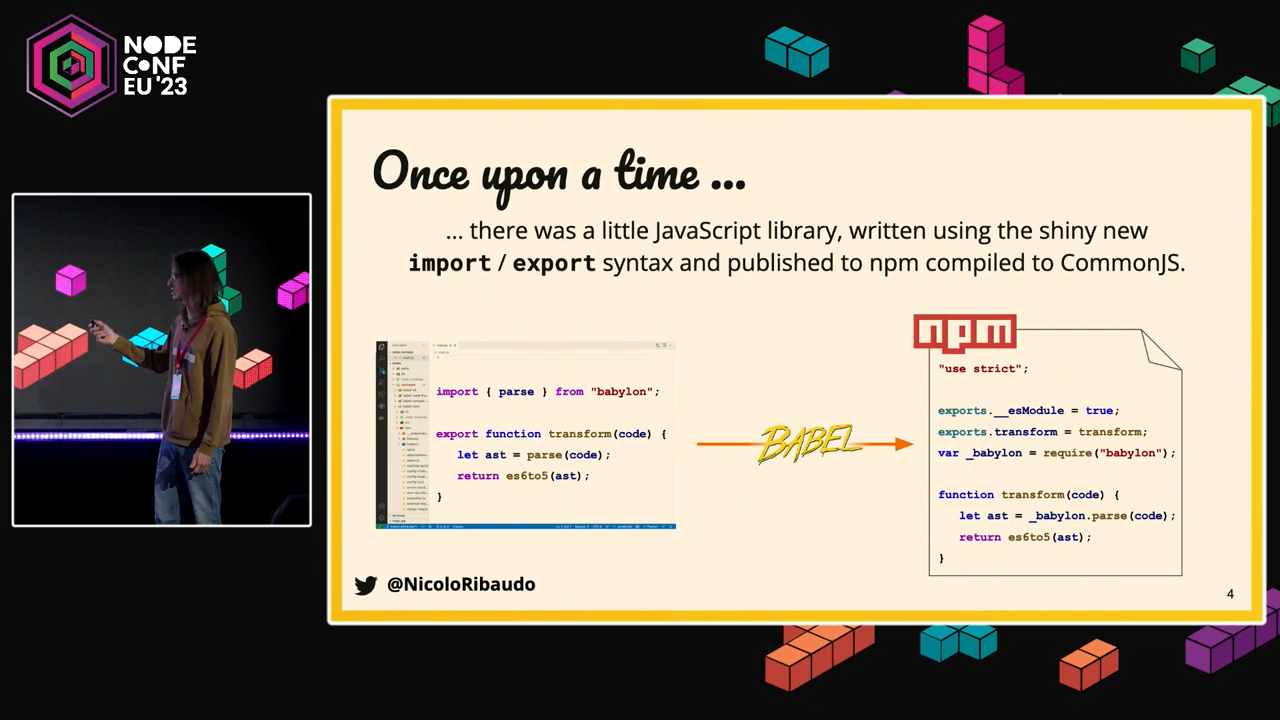 NODE
CONF
EU '23
Once upon a time ...
... there was a little JavaScript library, written using the shiny new
import / export syntax and published to npm compiled to CommonJS.
import { parse } from "babylon";
export function transform(code) {
let ast = parse(code);
return es6to5(ast);
}
BABEL
npm
"use strict";
exports.__esModule = true;
exports.transform = transform;
var _babylon = require("babylon");
function transform(code) {
let ast = _babylon.parse(code);
return es6to5(ast);
}
@NicoloRibaudo
4